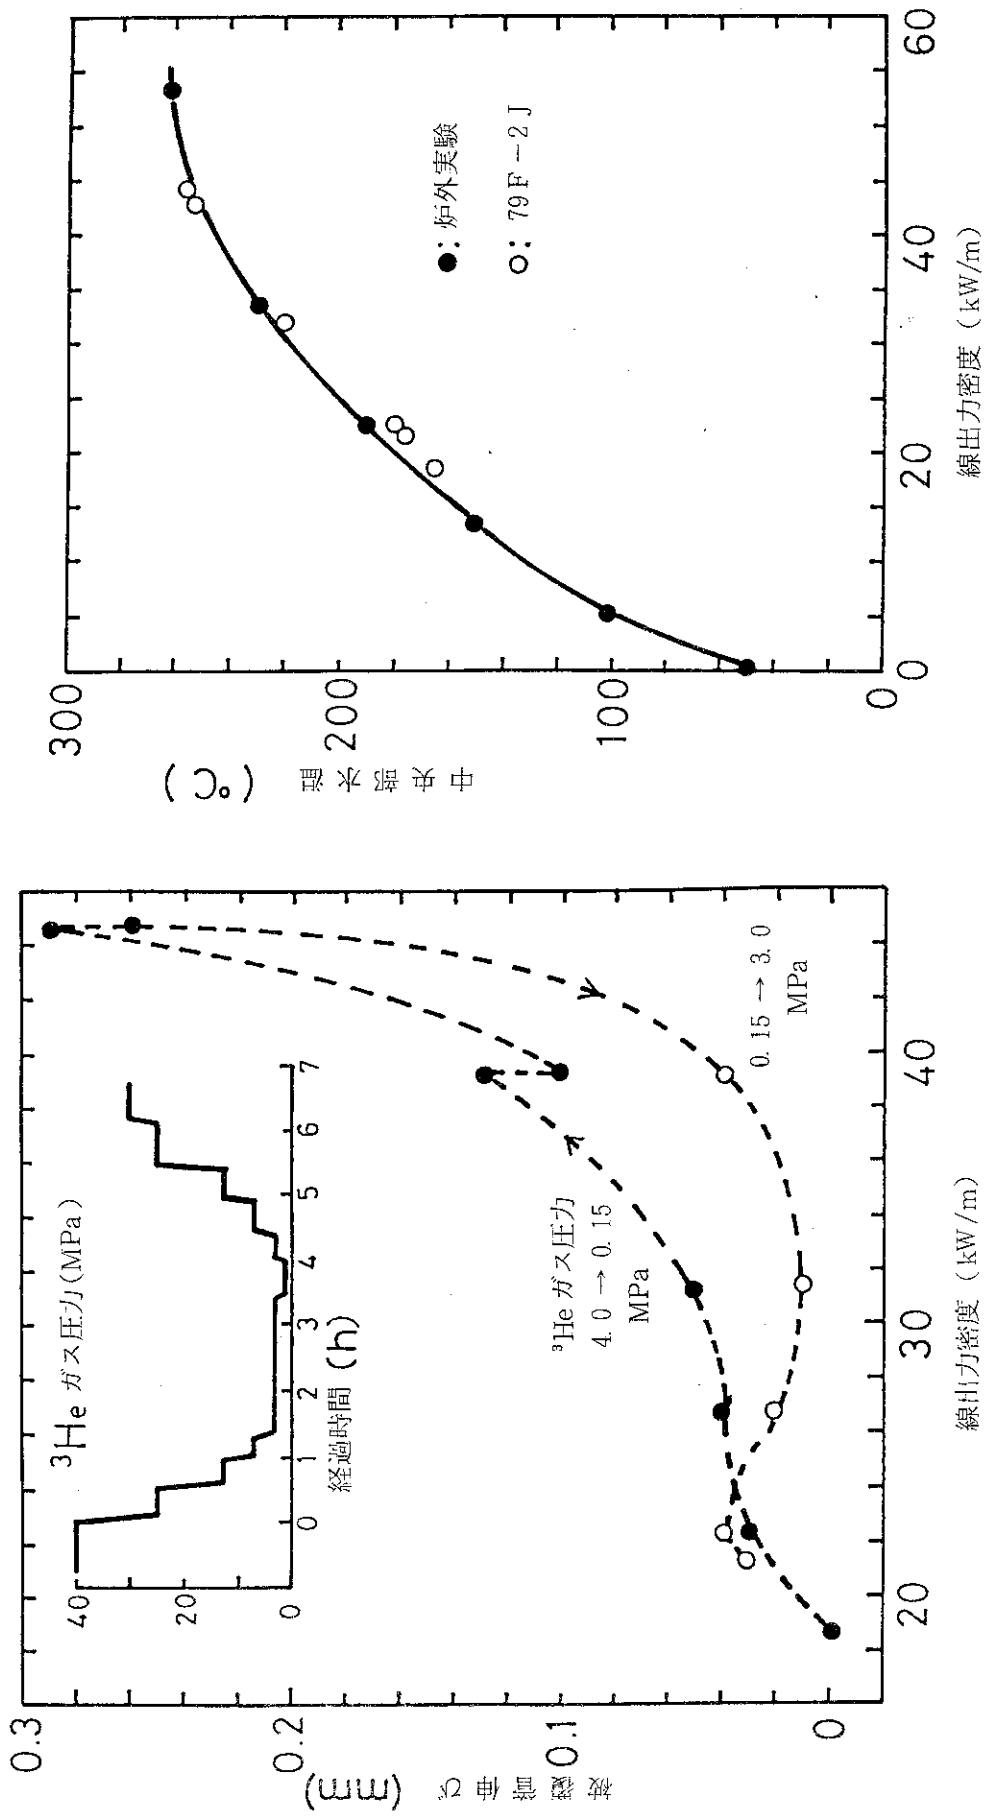 0.3
0.2
0.1
0
被覆管伸び (mm)
20
30
40
線出力密度 (kW/m)
³He ガス圧力
4.0 → 0.15
MPa
0.15 → 3.0
MPa
³He ガス圧力(MPa)
40
20
0
0 1 2 3 4 5 6 7
経過時間 (h)
300
200
100
0
中央部水温 (°C)
0 20 40 60
線出力密度 (kW/m)
●: 炉外実験
○: 79F-2J